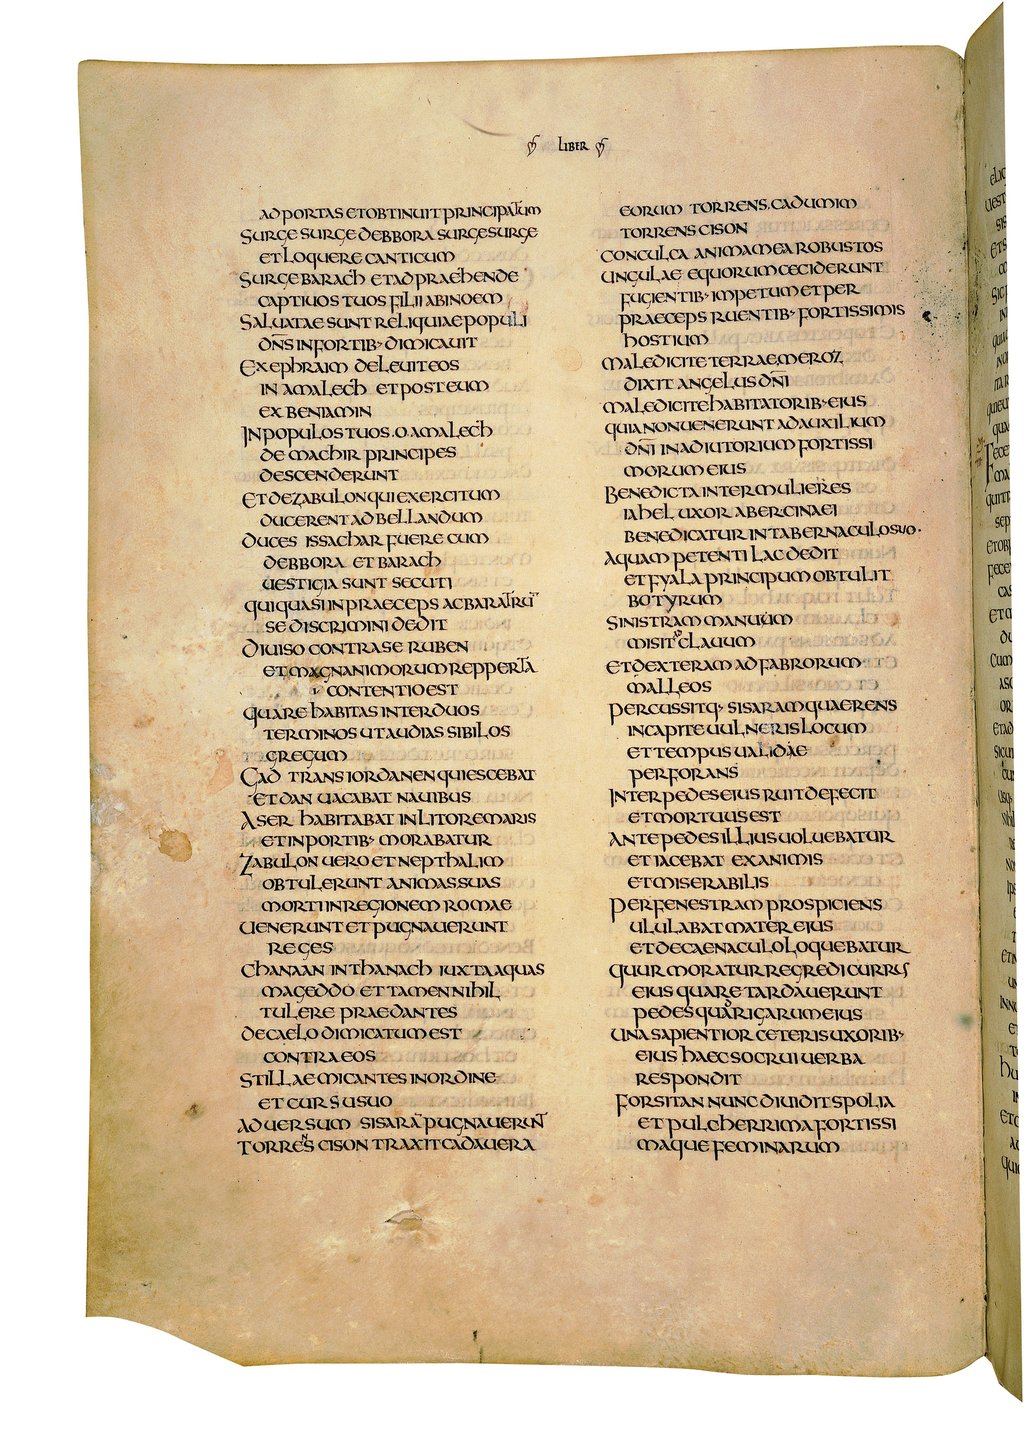 LIBER
AD PORTAS ET OBTINUIT PRINCIPATUM
SURGE SURGE DEBBORA SURGE SURGE
ET LOQUERE CANTICUM
SURGE BARACH ET ADPRAEHENDE
CAPTIUOS TUOS FILII ABINOEM
SALUATAE SUNT RELIQUIAE POPULI
DN̄S IN FORTIB· DIMICAUIT
EX EPHRAIM DELEUIT EOS
IN AMALECH ET POST EUM
EX BENIAMIN
IN POPULOS TUOS · O AMALECH
DE MACHIR PRINCIPES
DESCENDERUNT
ET DE ZABULON QUI EXERCITUM
DUCERENT AD BELLANDUM
DUCES ISSACHAR FUERE CUM
DEBBORA ET BARACH
UESTIGIA SUNT SECUTI
QUI QUASI IN PRAECEPS AC BARATRŪ
SE DISCRIMINI DEDIT
DIUISO CONTRA SE RUBEN
ET MAGNANIMORUM REPPERTA
CONTENTIO EST
QUARE HABITAS INTER DUOS
TERMINOS UT AUDIAS SIBILOS
GREGUM
GAD TRANS IORDANEN QUIESCEBAT
ET DAN UACABAT NAUIBUS
ASER HABITABAT IN LITORE MARIS
ET IN PORTIB· MORABATUR
ZABULON UERO ET NEPTHALIM
OBTULERUNT ANIMAS SUAS
MORTI IN REGIONEM ROMAE
UENERUNT ET PUGNAUERUNT
REGES
CHANAAN IN THANACH IUXTA AQUAS
MAGEDDO ET TAMEN NIHIL
TULERE PRAEDANTES
DE CAELO DIMICATUM EST
CONTRA EOS
STILLAE MICANTES IN ORDINE
ET CURSU SUO
ADUERSUM SISARA PUGNAUERUNT
TORRENS CISON TRAXIT CADAUERA
EORUM TORRENS · CADUMIM
TORRENS CISON
CONCULCA ANIMA MEA ROBUSTOS
UNGULAE EQUORUM CECIDERUNT
FUGIENTIB· IMPETUM ET PER
PRAECEPS RUENTIB· FORTISSIMIS
HOSTIUM
MALEDICITE TERRAE MEROZ
DIXIT ANGELUS DN̄I
MALEDICITE HABITATORIB· EIUS
QUIA NON UENERUNT AD AUXILIUM
DN̄I IN ADIUTORIUM FORTISSI
MORUM EIUS
BENEDICTA INTER MULIERES
IAHEL UXOR ABER CINAEI
BENEDICATUR IN TABERNACULO SUO ·
AQUAM PETENTI LAC DEDIT
ET FYALA PRINCIPUM OBTULIT
BOTYRUM
SINISTRAM MANUUM
MISIT CLAUUM
ET DEXTERAM AD FABRORUM
MALLEOS
PERCUSSITQ· SISARAM QUAERENS
IN CAPITE UULNERIS LOCUM
ET TEMPUS UALIDAE
PERFORANS
INTER PEDES EIUS RUIT DEFECIT
ET MORTUUS EST
ANTE PEDES ILLIUS UOLUEBATUR
ET IACEBAT EXANIMIS
ET MISERABILIS
PER FENESTRAM PROSPICIENS
ULULABAT MATER EIUS
ET DE CAENACULO LOQUEBATUR
QUUR MORATUR REGREDI CURRUS
EIUS QUARE TARDAUERUNT
PEDES QUADRIGARUM EIUS
UNA SAPIENTIOR CETERIS UXORIB·
EIUS HAEC SOCRUI UERBA
RESPONDIT
FORSITAN NUNC DIUIDIT SPOLIA
ET PULCHERRIMA FORTISSI
MAQUE FEMINARUM